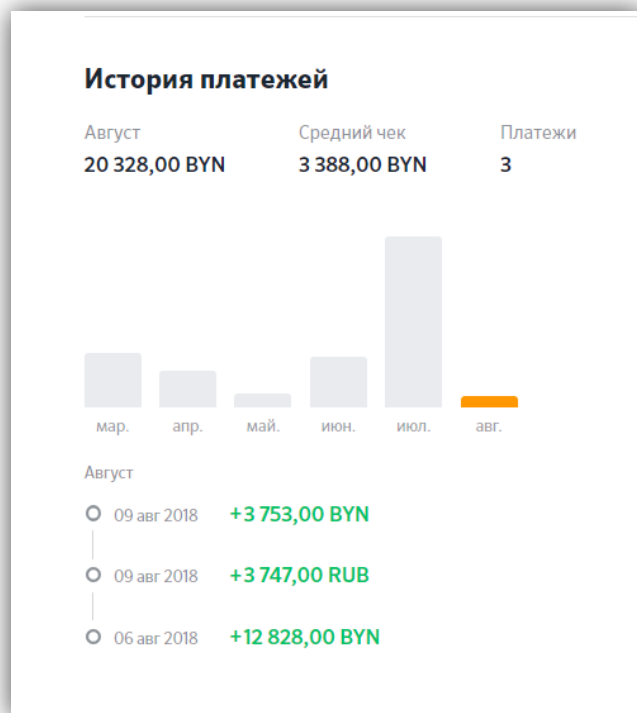 История платежей
Август Средний чек Платежи
20 328,00 BYN 3 388,00 BYN 3
мар. апр. май. июн. июл. авг.
Август
09 авг 2018 +3 753,00 BYN
09 авг 2018 +3 747,00 RUB
06 авг 2018 +12 828,00 BYN